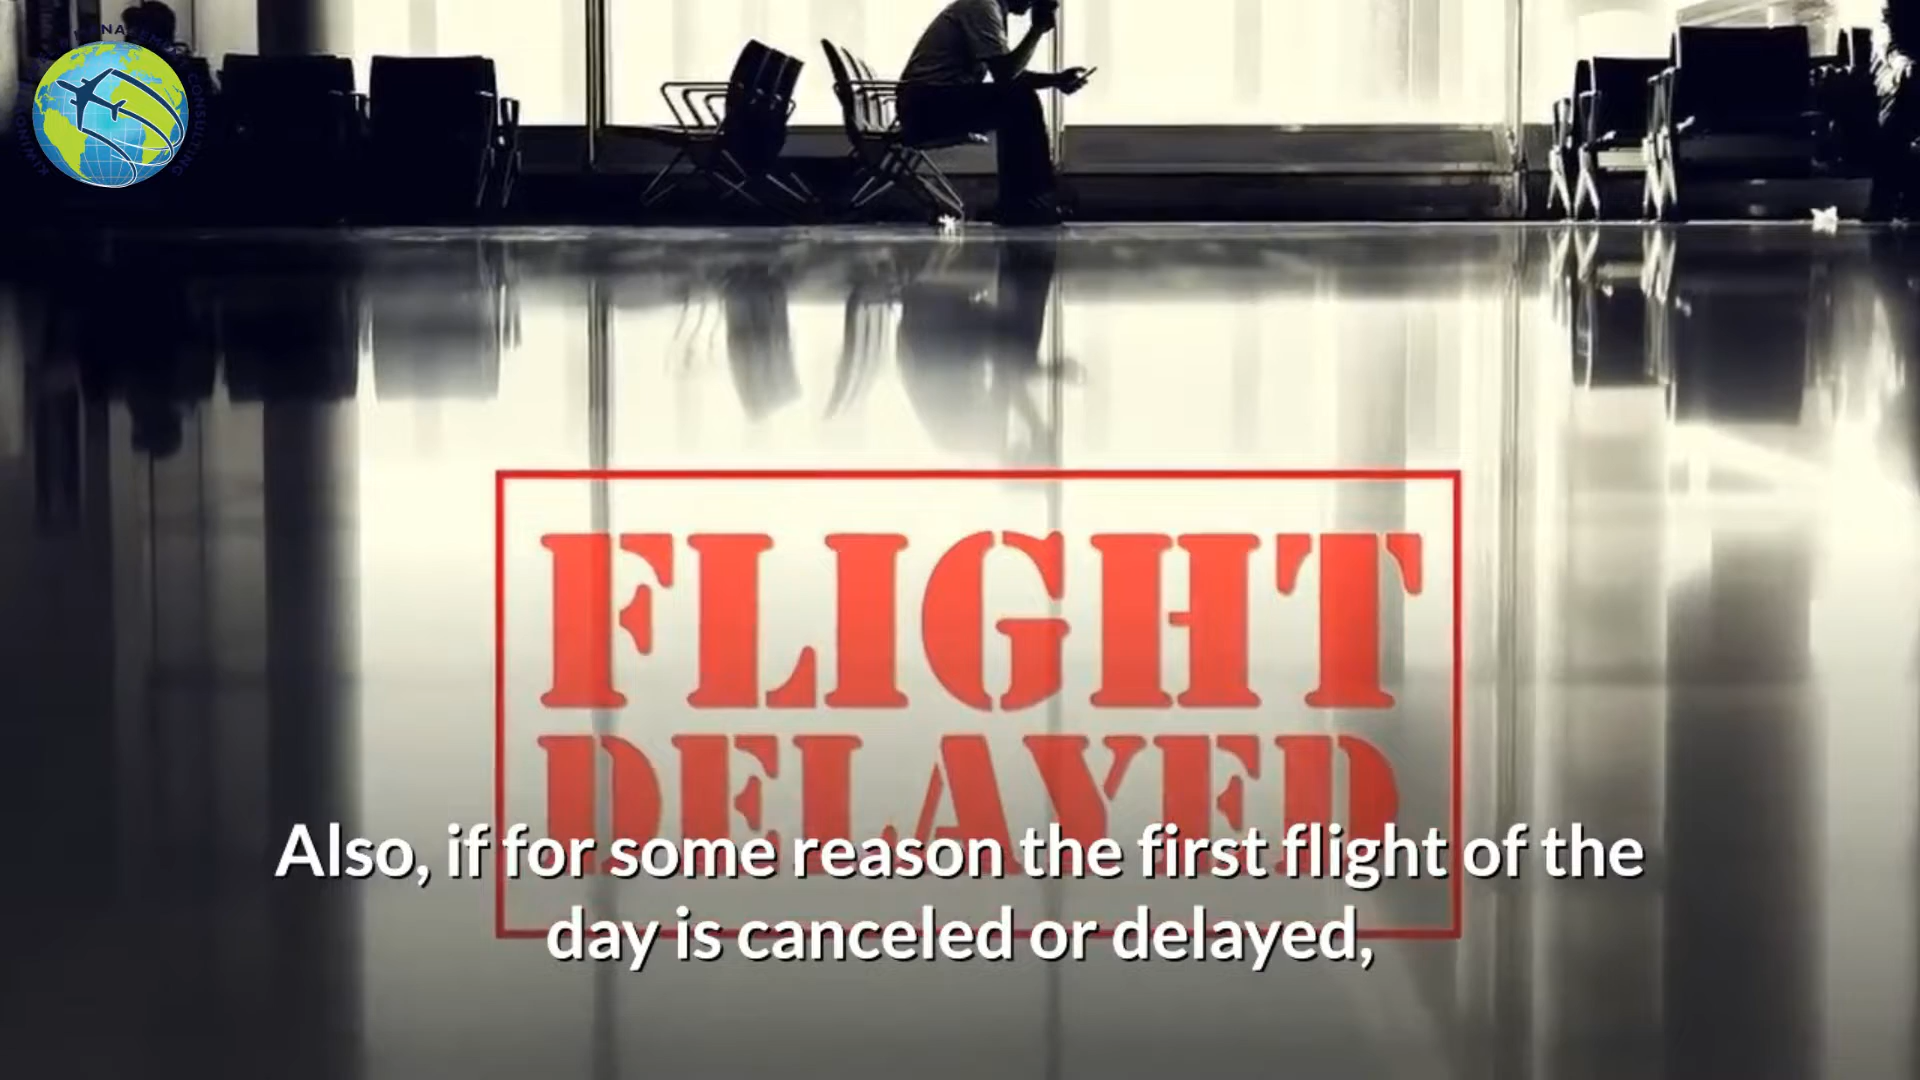 FLIGHT
DELAYED
Also, if for some reason the first flight of the
day is canceled or delayed,